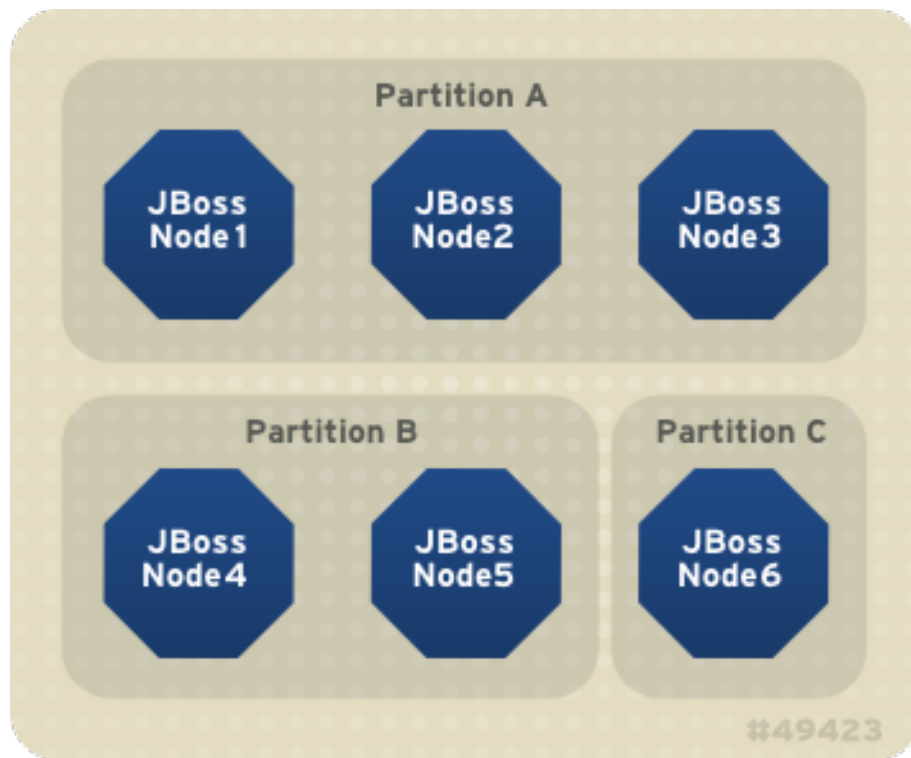 Partition A
JBoss
Node1
JBoss
Node2
JBoss
Node3
Partition B
Partition C
JBoss
Node4
JBoss
Node5
JBoss
Node6
#49423